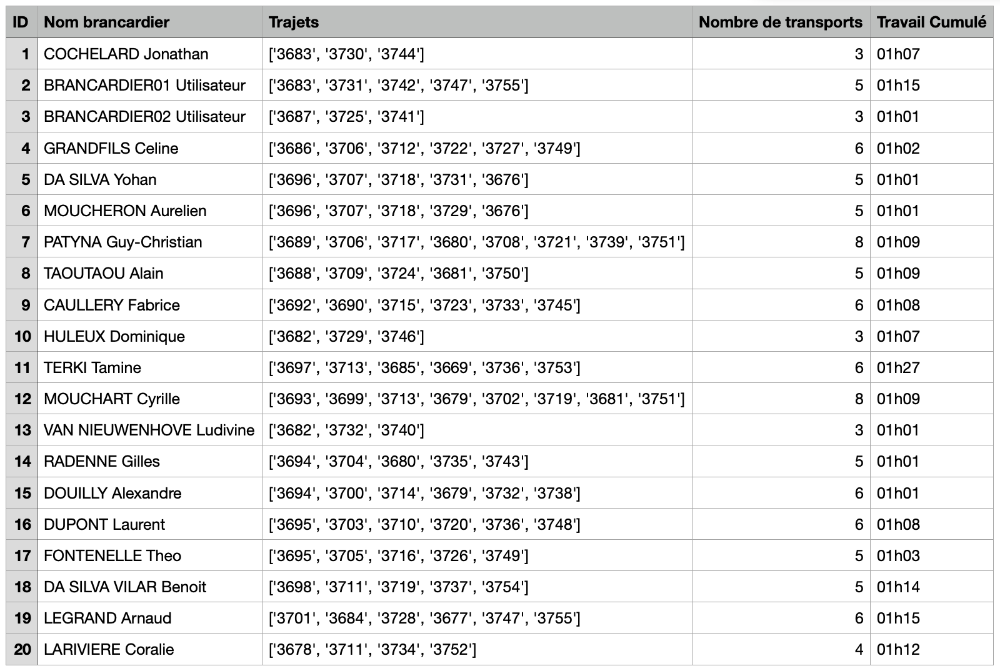 ID Nom brancardier Trajets Nombre de transports Travail Cumulé
1 COCHELARD Jonathan ['3683', '3730', '3744'] 3 01h07
2 BRANCARDIER01 Utilisateur ['3683', '3731', '3742', '3747', '3755'] 5 01h15
3 BRANCARDIER02 Utilisateur ['3687', '3725', '3741'] 3 01h01
4 GRANDFILS Celine ['3686', '3706', '3712', '3722', '3727', '3749'] 6 01h02
5 DA SILVA Yohan ['3696', '3707', '3718', '3731', '3676'] 5 01h01
6 MOUCHERON Aurelien ['3696', '3707', '3718', '3729', '3676'] 5 01h01
7 PATYNA Guy-Christian ['3689', '3706', '3717', '3680', '3708', '3721', '3739', '3751'] 8 01h09
8 TAOUTAOU Alain ['3688', '3709', '3724', '3681', '3750'] 5 01h09
9 CAULLERY Fabrice ['3692', '3690', '3715', '3723', '3733', '3745'] 6 01h08
10 HULEUX Dominique ['3682', '3729', '3746'] 3 01h07
11 TERKI Tamine ['3697', '3713', '3685', '3669', '3736', '3753'] 6 01h27
12 MOUCHART Cyrille ['3693', '3699', '3713', '3679', '3702', '3719', '3681', '3751'] 8 01h09
13 VAN NIEUWENHOVE Ludivine ['3682', '3732', '3740'] 3 01h01
14 RADENNE Gilles ['3694', '3704', '3680', '3735', '3743'] 5 01h01
15 DOUILLY Alexandre ['3694', '3700', '3714', '3679', '3732', '3738'] 6 01h01
16 DUPONT Laurent ['3695', '3703', '3710', '3720', '3736', '3748'] 6 01h08
17 FONTENELLE Theo ['3695', '3705', '3716', '3726', '3749'] 5 01h03
18 DA SILVA VILAR Benoit ['3698', '3711', '3719', '3737', '3754'] 5 01h14
19 LEGRAND Arnaud ['3701', '3684', '3728', '3677', '3747', '3755'] 6 01h15
20 LARIVIERE Coralie ['3678', '3711', '3734', '3752'] 4 01h12